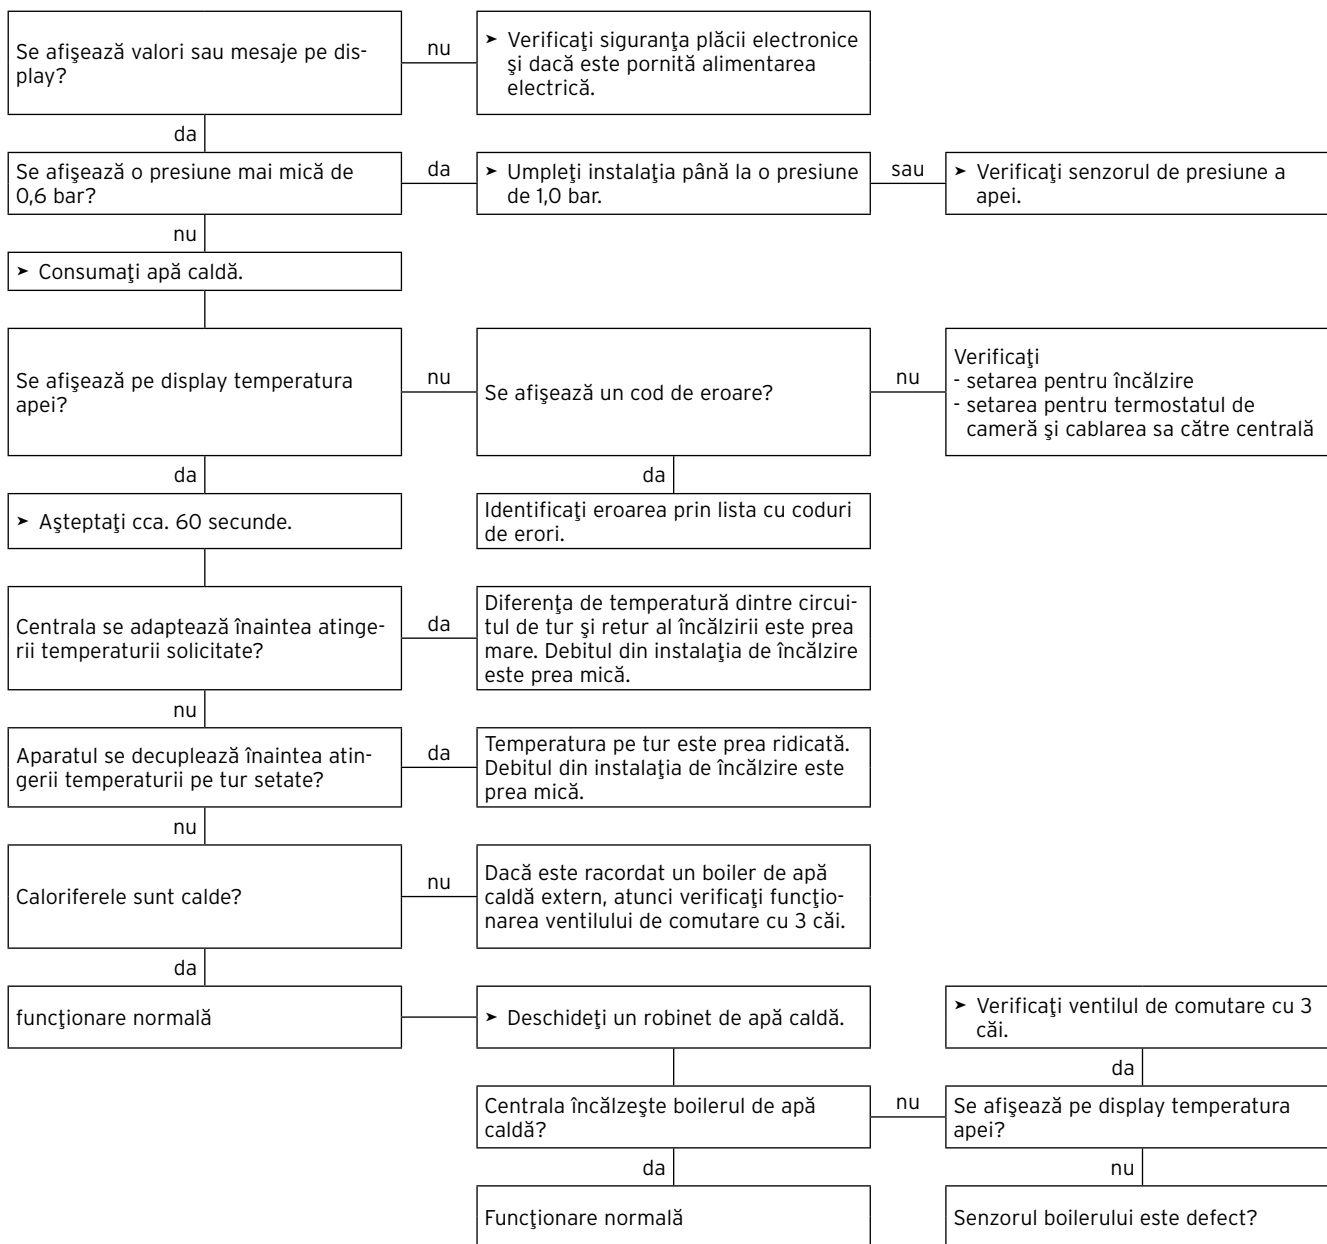 Se afişează valori sau mesaje pe dis-
play?
nu
➤ Verificaţi siguranţa plăcii electronice
şi dacă este pornită alimentarea
electrică.
da
Se afişează o presiune mai mică de
0,6 bar?
da
➤ Umpleţi instalaţia până la o presiune
de 1,0 bar.
sau
➤ Verificaţi senzorul de presiune a
apei.
nu
➤ Consumaţi apă caldă.
Se afişează pe display temperatura
apei?
nu
Se afişează un cod de eroare?
nu
Verificaţi
- setarea pentru încălzire
- setarea pentru termostatul de
cameră şi cablarea sa către centrală
da
da
➤ Aşteptaţi cca. 60 secunde.
Identificaţi eroarea prin lista cu coduri
de erori.
Centrala se adaptează înaintea atinge-
rii temperaturii solicitate?
da
Diferenţa de temperatură dintre circui-
tul de tur şi retur al încălzirii este prea
mare. Debitul din instalaţia de încălzire
este prea mică.
nu
Aparatul se decuplează înaintea atin-
gerii temperaturii pe tur setate?
da
Temperatura pe tur este prea ridicată.
Debitul din instalaţia de încălzire este
prea mică.
nu
Caloriferele sunt calde?
nu
Dacă este racordat un boiler de apă
caldă extern, atunci verificaţi funcţio-
narea ventilului de comutare cu 3 căi.
da
funcţionare normală
➤ Deschideţi un robinet de apă caldă.
➤ Verificaţi ventilul de comutare cu 3
căi.
da
Centrala încălzeşte boilerul de apă
caldă?
nu
Se afişează pe display temperatura
apei?
da
nu
Funcţionare normală
Senzorul boilerului este defect?